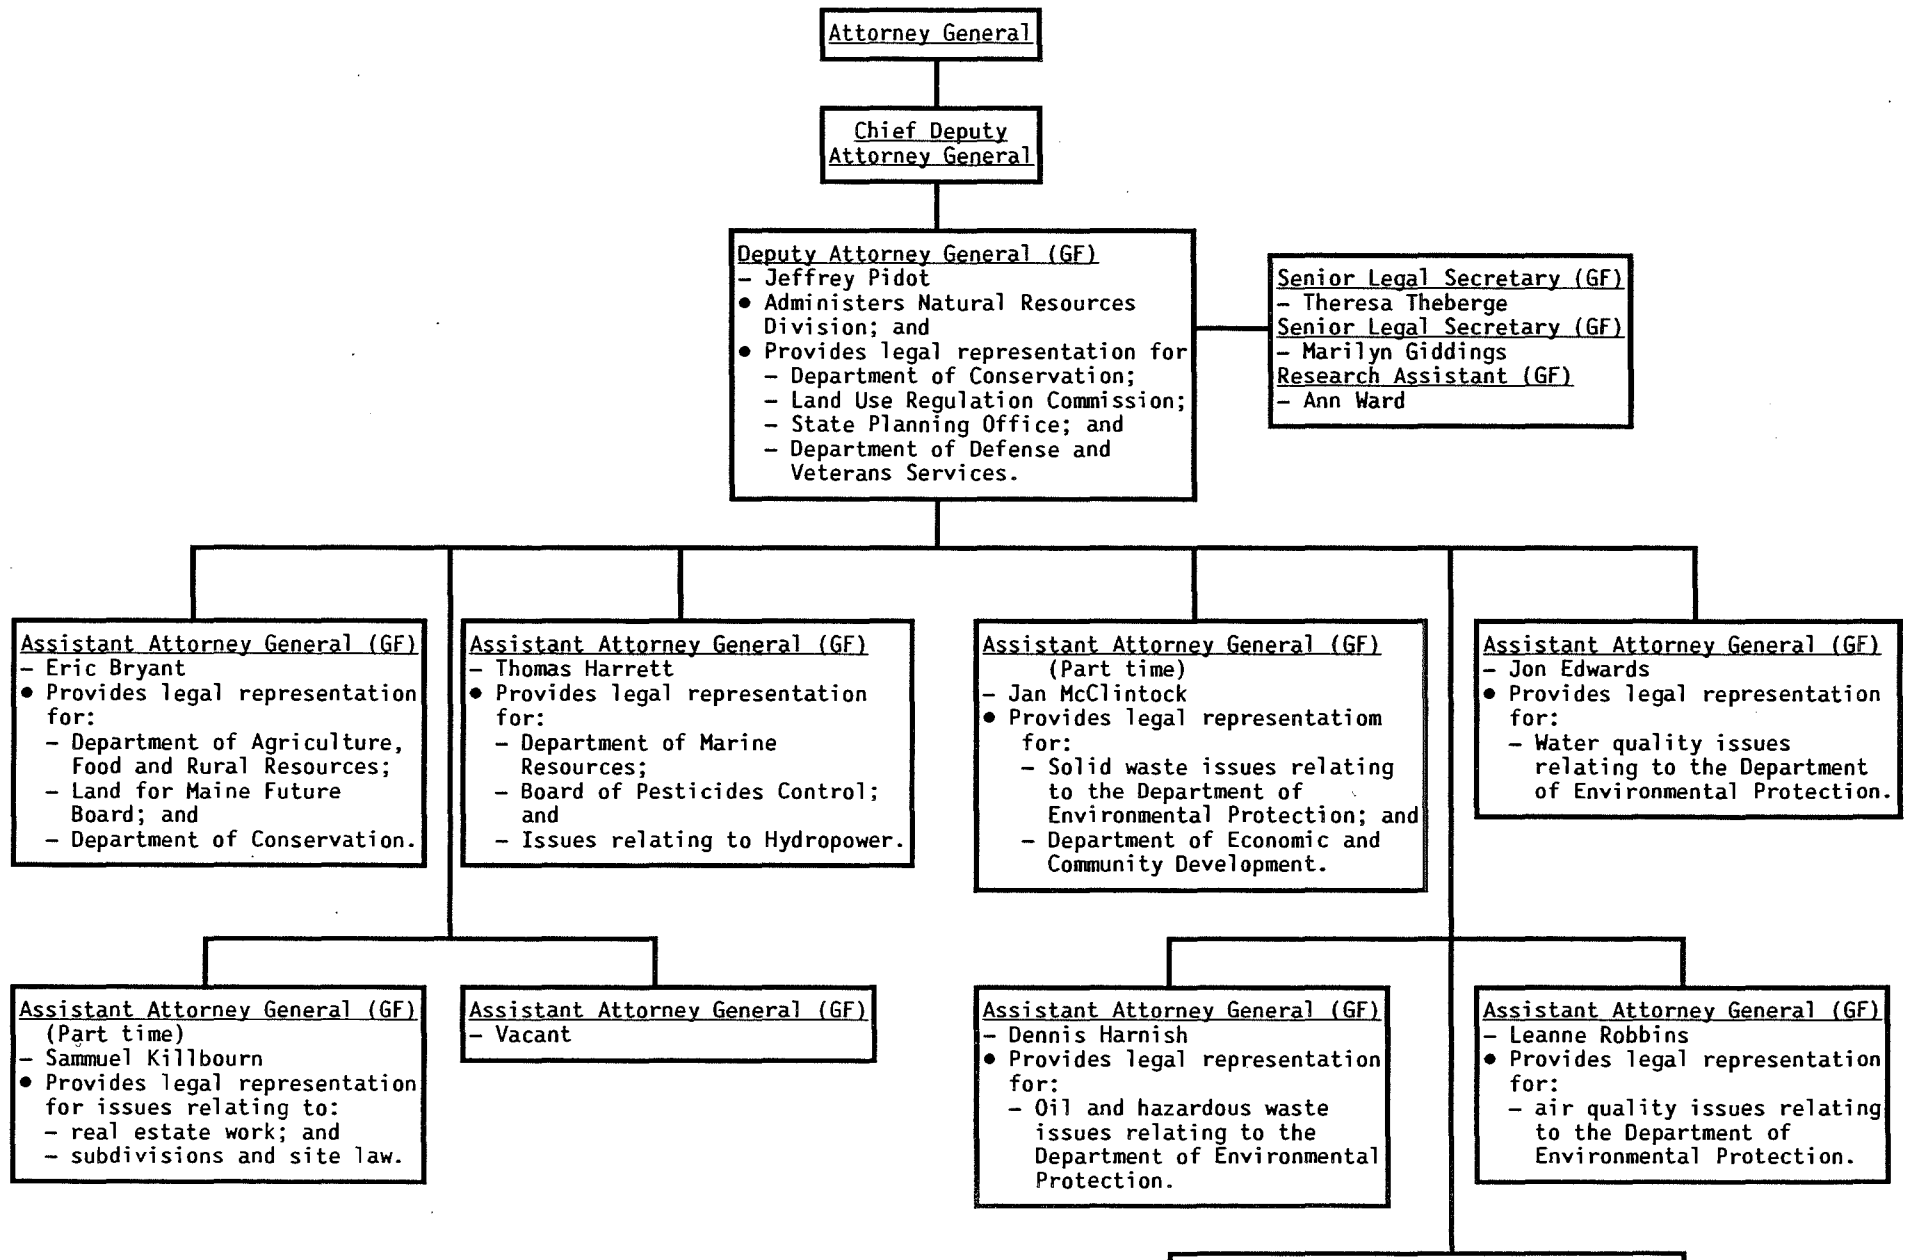 Attorney General
Chief Deputy
Attorney General
Deputy Attorney General (GF)
– Jeffrey Pidot
● Administers Natural Resources
Division; and
● Provides legal representation for
– Department of Conservation;
– Land Use Regulation Commission;
– State Planning Office; and
– Department of Defense and
Veterans Services.
Senior Legal Secretary (GF)
– Theresa Theberge
Senior Legal Secretary (GF)
– Marilyn Giddings
Research Assistant (GF)
– Ann Ward
Assistant Attorney General (GF)
– Eric Bryant
● Provides legal representation
for:
– Department of Agriculture,
Food and Rural Resources;
– Land for Maine Future
Board; and
– Department of Conservation.
Assistant Attorney General (GF)
– Thomas Harrett
● Provides legal representation
for:
– Department of Marine
Resources;
– Board of Pesticides Control;
and
– Issues relating to Hydropower.
Assistant Attorney General (GF)
(Part time)
– Jan McClintock
● Provides legal representatiom
for:
– Solid waste issues relating
to the Department of
Environmental Protection; and
– Department of Economic and
Community Development.
Assistant Attorney General (GF)
– Jon Edwards
● Provides legal representation
for:
– Water quality issues
relating to the Department
of Environmental Protection.
Assistant Attorney General (GF)
(Part time)
– Sammuel Killbourn
● Provides legal representation
for issues relating to:
– real estate work; and
– subdivisions and site law.
Assistant Attorney General (GF)
– Vacant
Assistant Attorney General (GF)
– Dennis Harnish
● Provides legal representation
for:
– Oil and hazardous waste
issues relating to the
Department of Environmental
Protection.
Assistant Attorney General (GF)
– Leanne Robbins
● Provides legal representation
for:
– air quality issues relating
to the Department of
Environmental Protection.